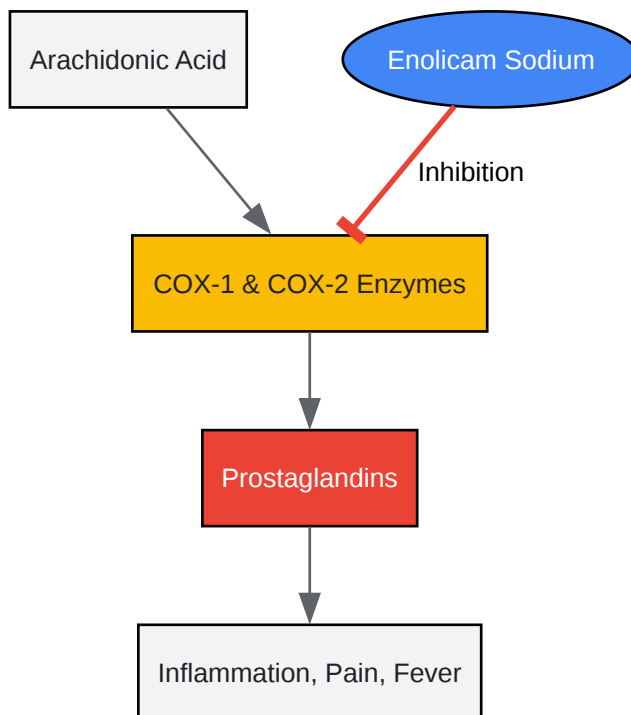 Arachidonic Acid
Enolicam Sodium
Inhibition
COX-1 & COX-2 Enzymes
Prostaglandins
Inflammation, Pain, Fever